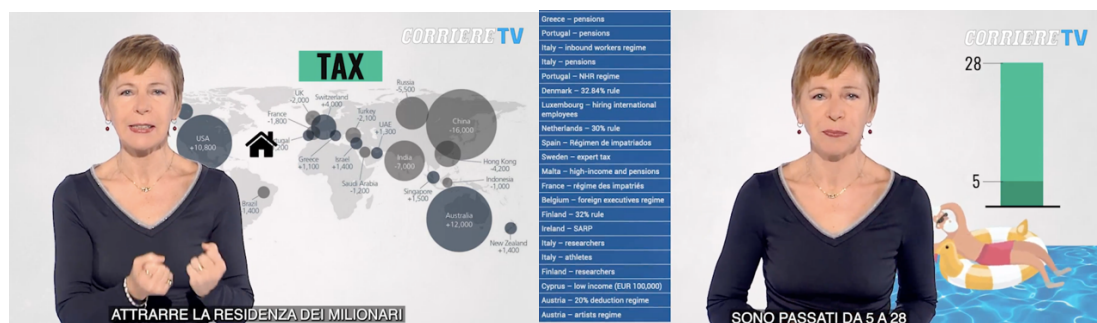 CORRIERETV
TAX
Russia
-5,500
UK
-2,000
Switzerland
+4,000
France
-1,800
Turkey
-2,100
UAE
+1,300
China
-16,000
USA
+10,800
Greece
+1,100
Israel
+1,400
India
-7,000
Saudi Arabia
-1,200
Hong Kong
-4,200
Singapore
+1,500
Indonesia
-1,000
Brazil
Australia
+12,000
New Zealand
+1,400
ATTRARRE LA RESIDENZA DEI MILIONARI
Greece – pensions
Portugal – pensions
Italy – inbound workers regime
Italy – pensions
Portugal – NHR regime
Denmark – 32.84% rule
Luxembourg – hiring international
employees
Netherlands – 30% rule
Spain – Régimen de impatriados
Sweden – expert tax
Malta – high-income and pensions
France – régime des impatriés
Belgium – foreign executives regime
Finland – 32% rule
Ireland – SARP
Italy – researchers
Italy – athletes
Finland – researchers
Cyprus – low income (EUR 100,000)
Austria – 20% deduction regime
Austria – artists regime
CORRIERETV
28
5
SONO PASSATI DA 5 A 28